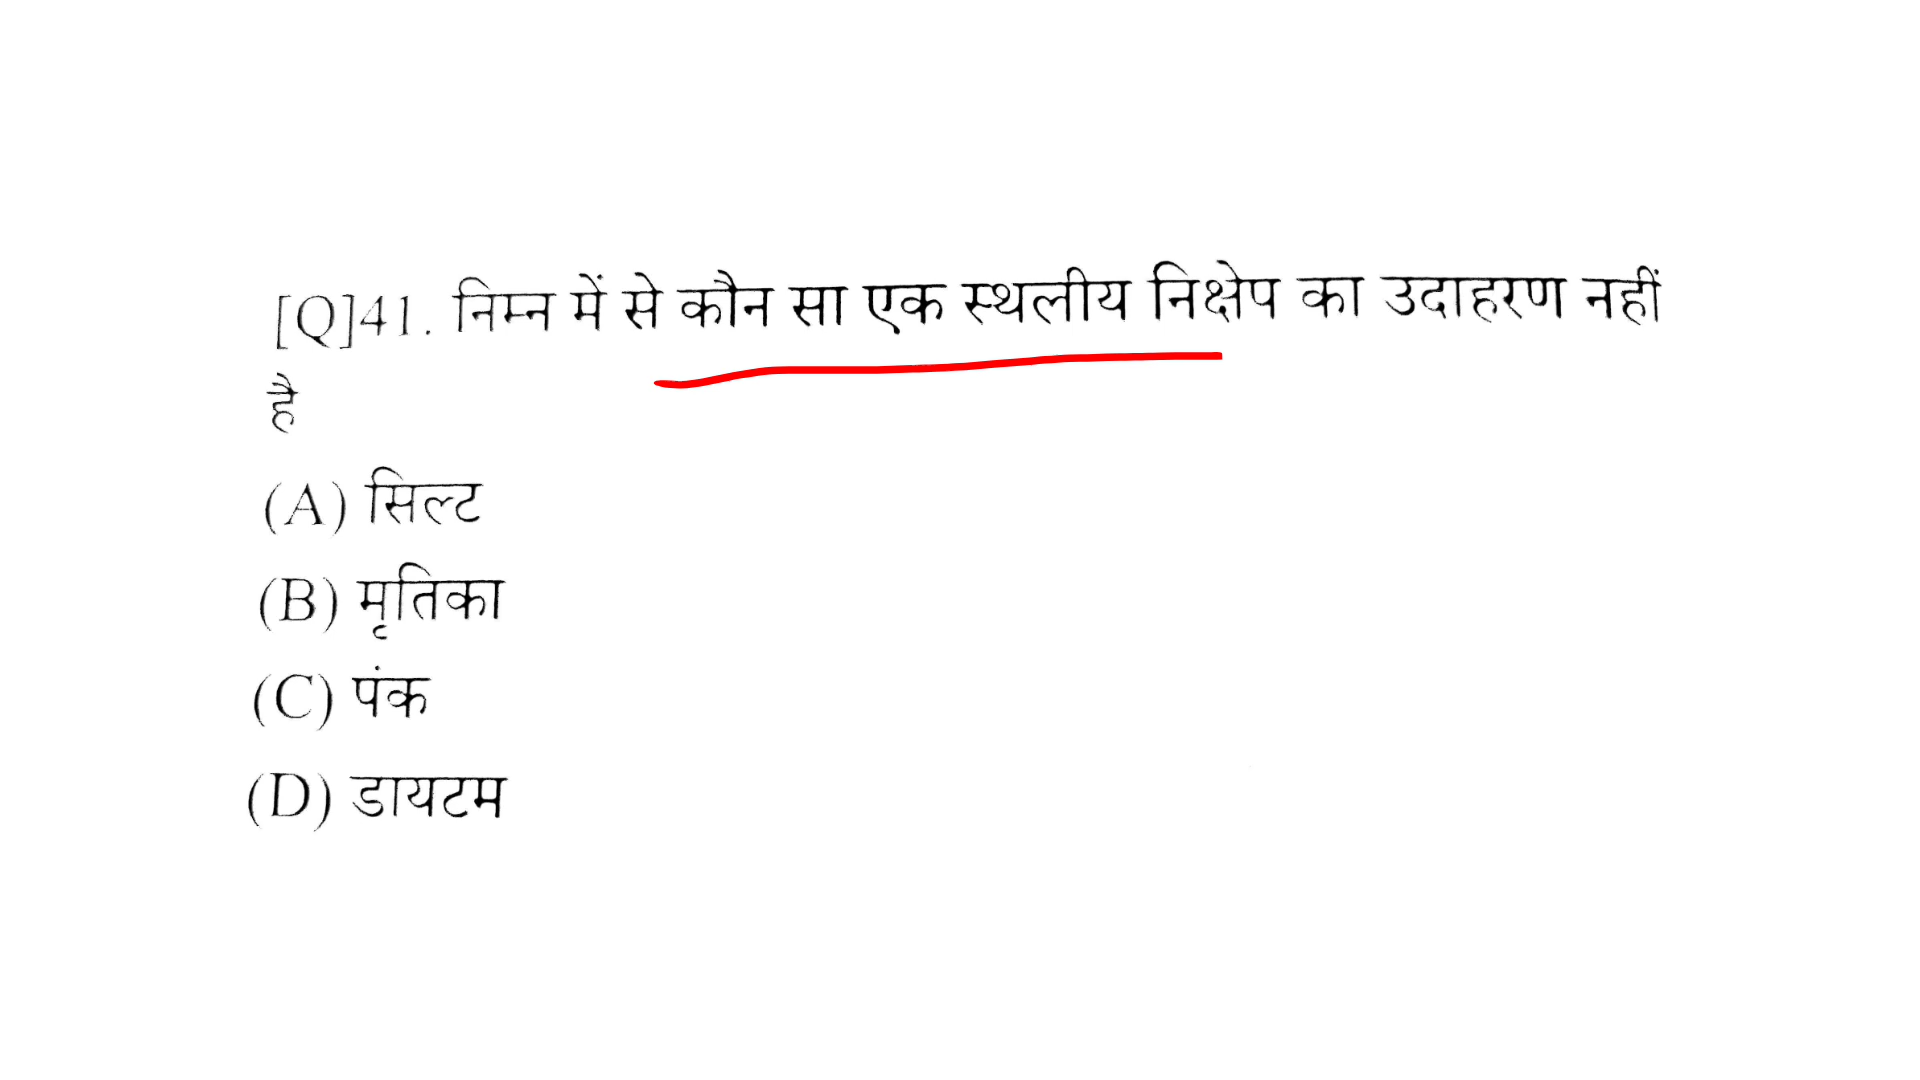 [Q]41. निम्न में से कौन सा एक स्थलीय निक्षेप का उदाहरण नहीं
है
(A) सिल्ट
(B) मृतिका
(C) पंक
(D) डायटम